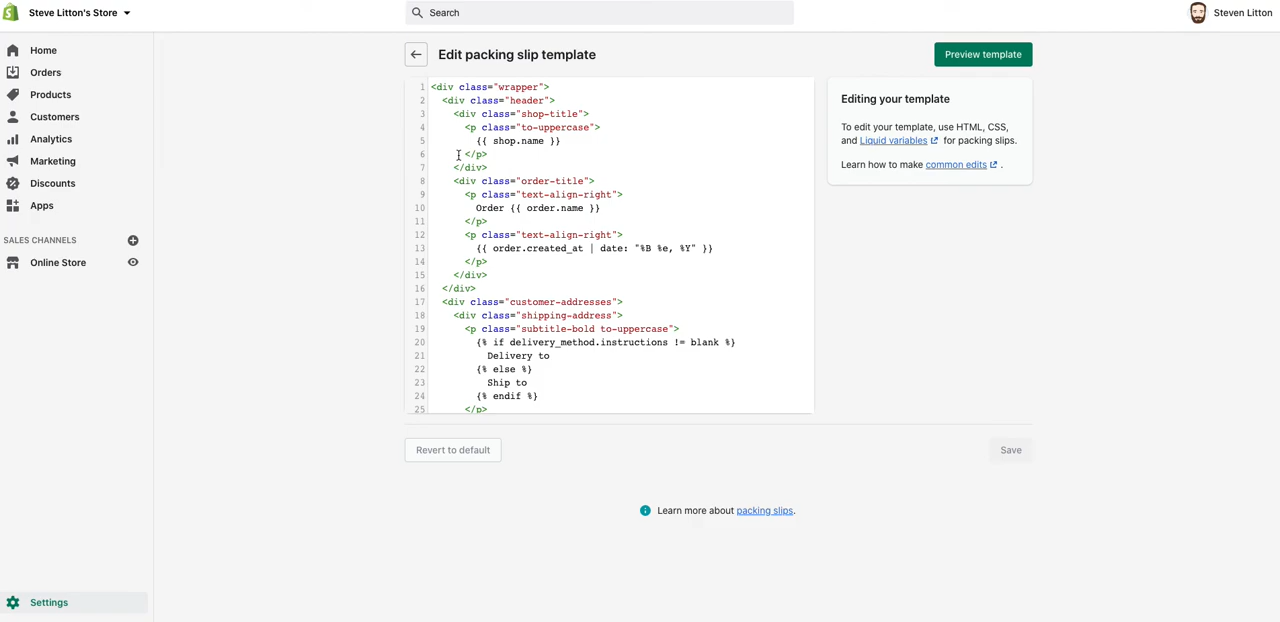 Steve Litton's Store
Search
Steven Litton
Home
Orders
Products
Customers
Analytics
Marketing
Discounts
Apps
SALES CHANNELS
Online Store
Settings
Edit packing slip template
Preview template
1 <div class="wrapper">
2 <div class="header">
3 <div class="shop-title">
4 <p class="to-uppercase">
5 {{ shop.name }}
6 </p>
7 </div>
8 <div class="order-title">
9 <p class="text-align-right">
10 Order {{ order.name }}
11 </p>
12 <p class="text-align-right">
13 {{ order.created_at | date: "%B %e, %Y" }}
14 </p>
15 </div>
16 </div>
17 <div class="customer-addresses">
18 <div class="shipping-address">
19 <p class="subtitle-bold to-uppercase">
20 {% if delivery_method.instructions != blank %}
21 Delivery to
22 {% else %}
23 Ship to
24 {% endif %}
25 </p>
Editing your template
To edit your template, use HTML, CSS,
and Liquid variables for packing slips.
Learn how to make common edits .
Revert to default
Save
Learn more about packing slips.